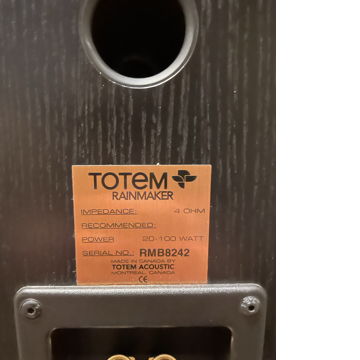 TOTEM
RAINMAKER
IMPEDANCE: 4 OHM
RECOMMENDED:
POWER 20-100 WATT
SERIAL NO.: RMB8242
MADE IN CANADA BY
TOTEM ACOUSTIC
MONTREAL, CANADA
CE